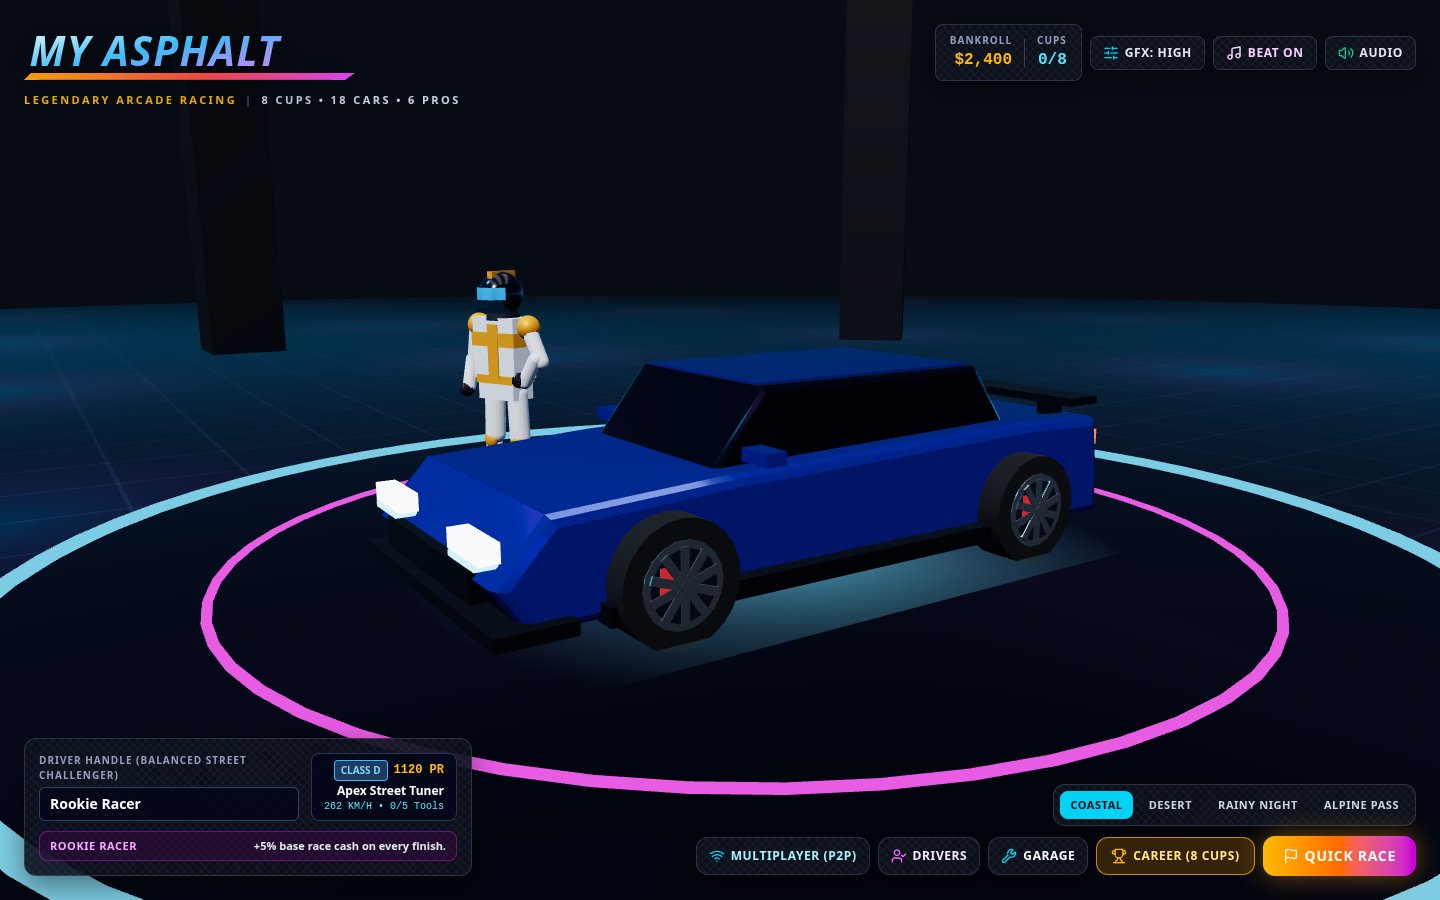 MY ASPHALT
LEGENDARY ARCADE RACING | 8 CUPS • 18 CARS • 6 PROS
BANKROLL
$2,400
CUPS
0/8
GFX: HIGH
BEAT ON
AUDIO
DRIVER HANDLE (BALANCED STREET
CHALLENGER)
Rookie Racer
CLASS D
1120 PR
Apex Street Tuner
262 KM/H • 0/5 Tools
ROOKIE RACER
+5% base race cash on every finish.
COASTAL
DESERT
RAINY NIGHT
ALPINE PASS
MULTIPLAYER (P2P)
DRIVERS
GARAGE
CAREER (8 CUPS)
QUICK RACE